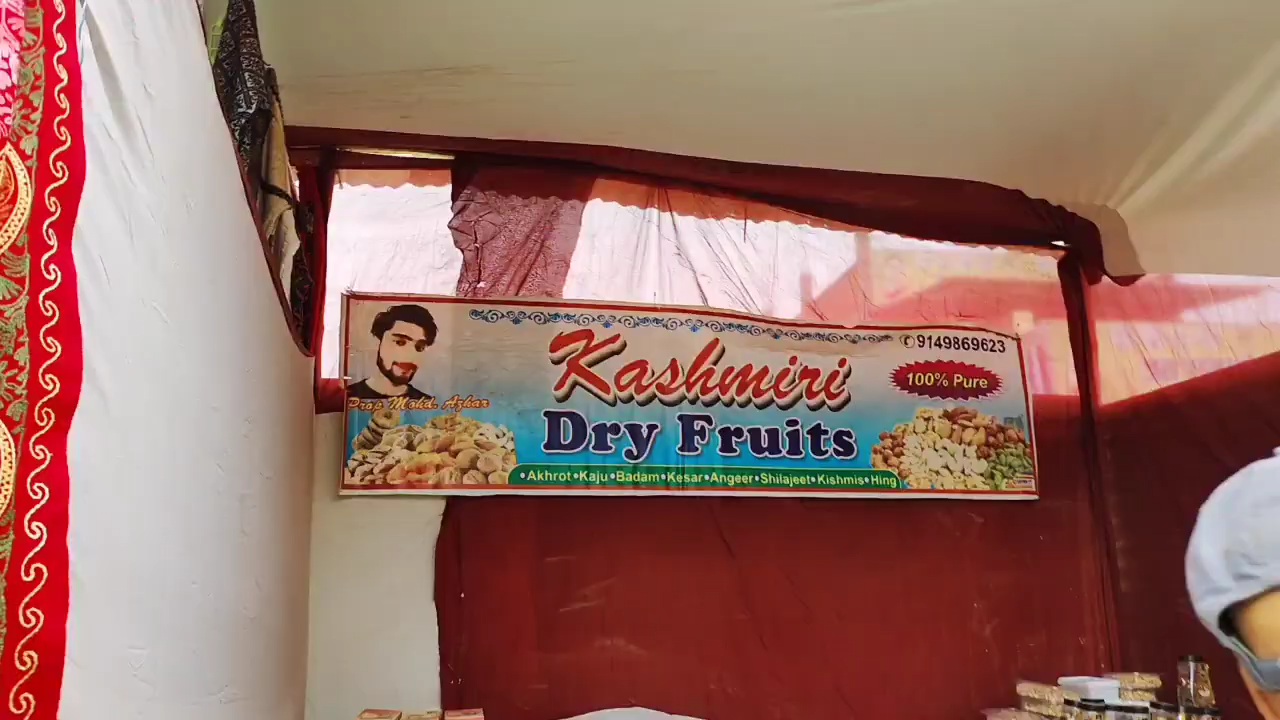 9149869623
Kashmiri
100% Pure
Prop Mohd. Azhar
Dry Fruits
•Akhrot•Kaju•Badam•Kesar•Angeer•Shilajeet•Kishmis•Hing